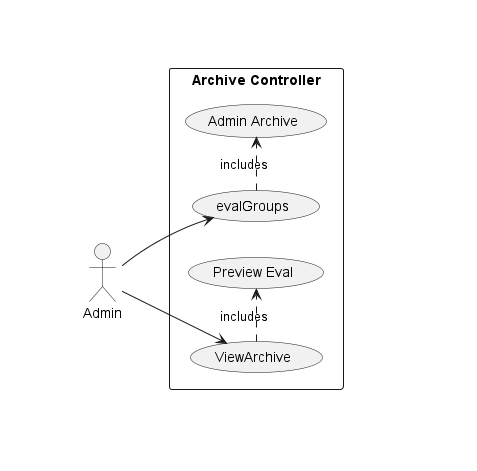 Archive Controller
Admin Archive
includes
evalGroups
Preview Eval
Admin
includes
ViewArchive